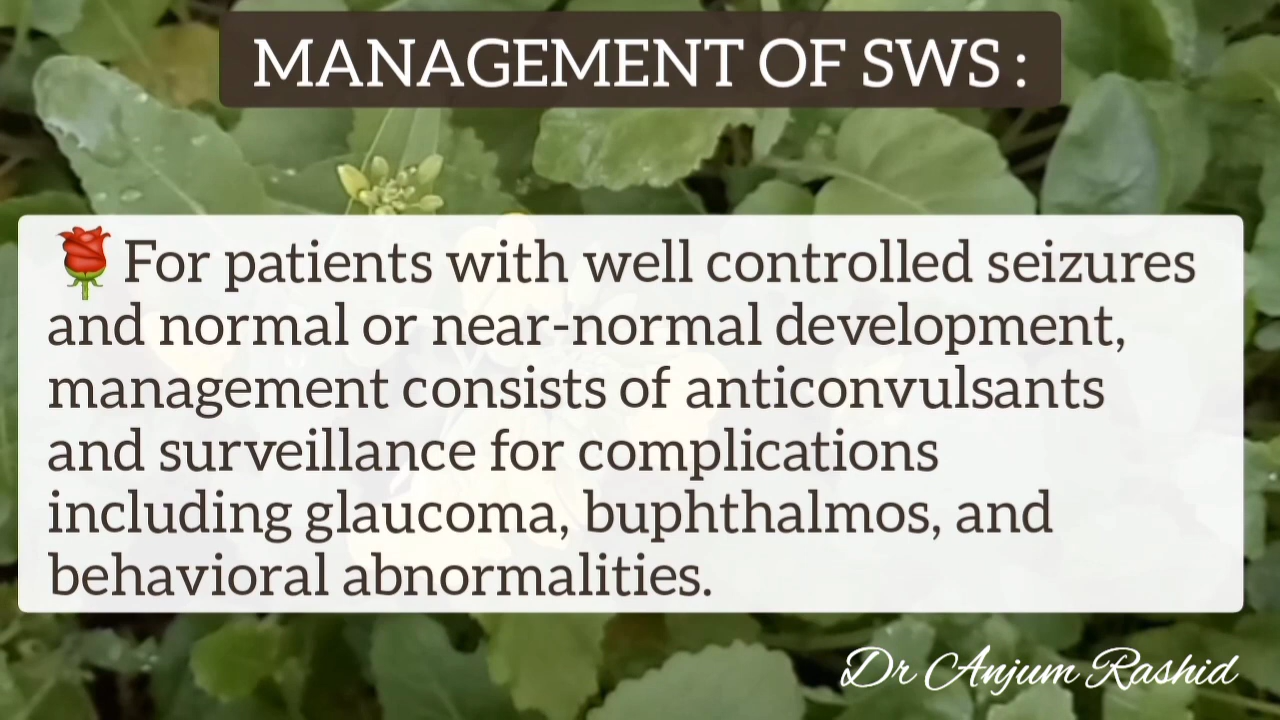 MANAGEMENT OF SWS :
🌹 For patients with well controlled seizures
and normal or near-normal development,
management consists of anticonvulsants
and surveillance for complications
including glaucoma, buphthalmos, and
behavioral abnormalities.
Dr Anjum Rashid